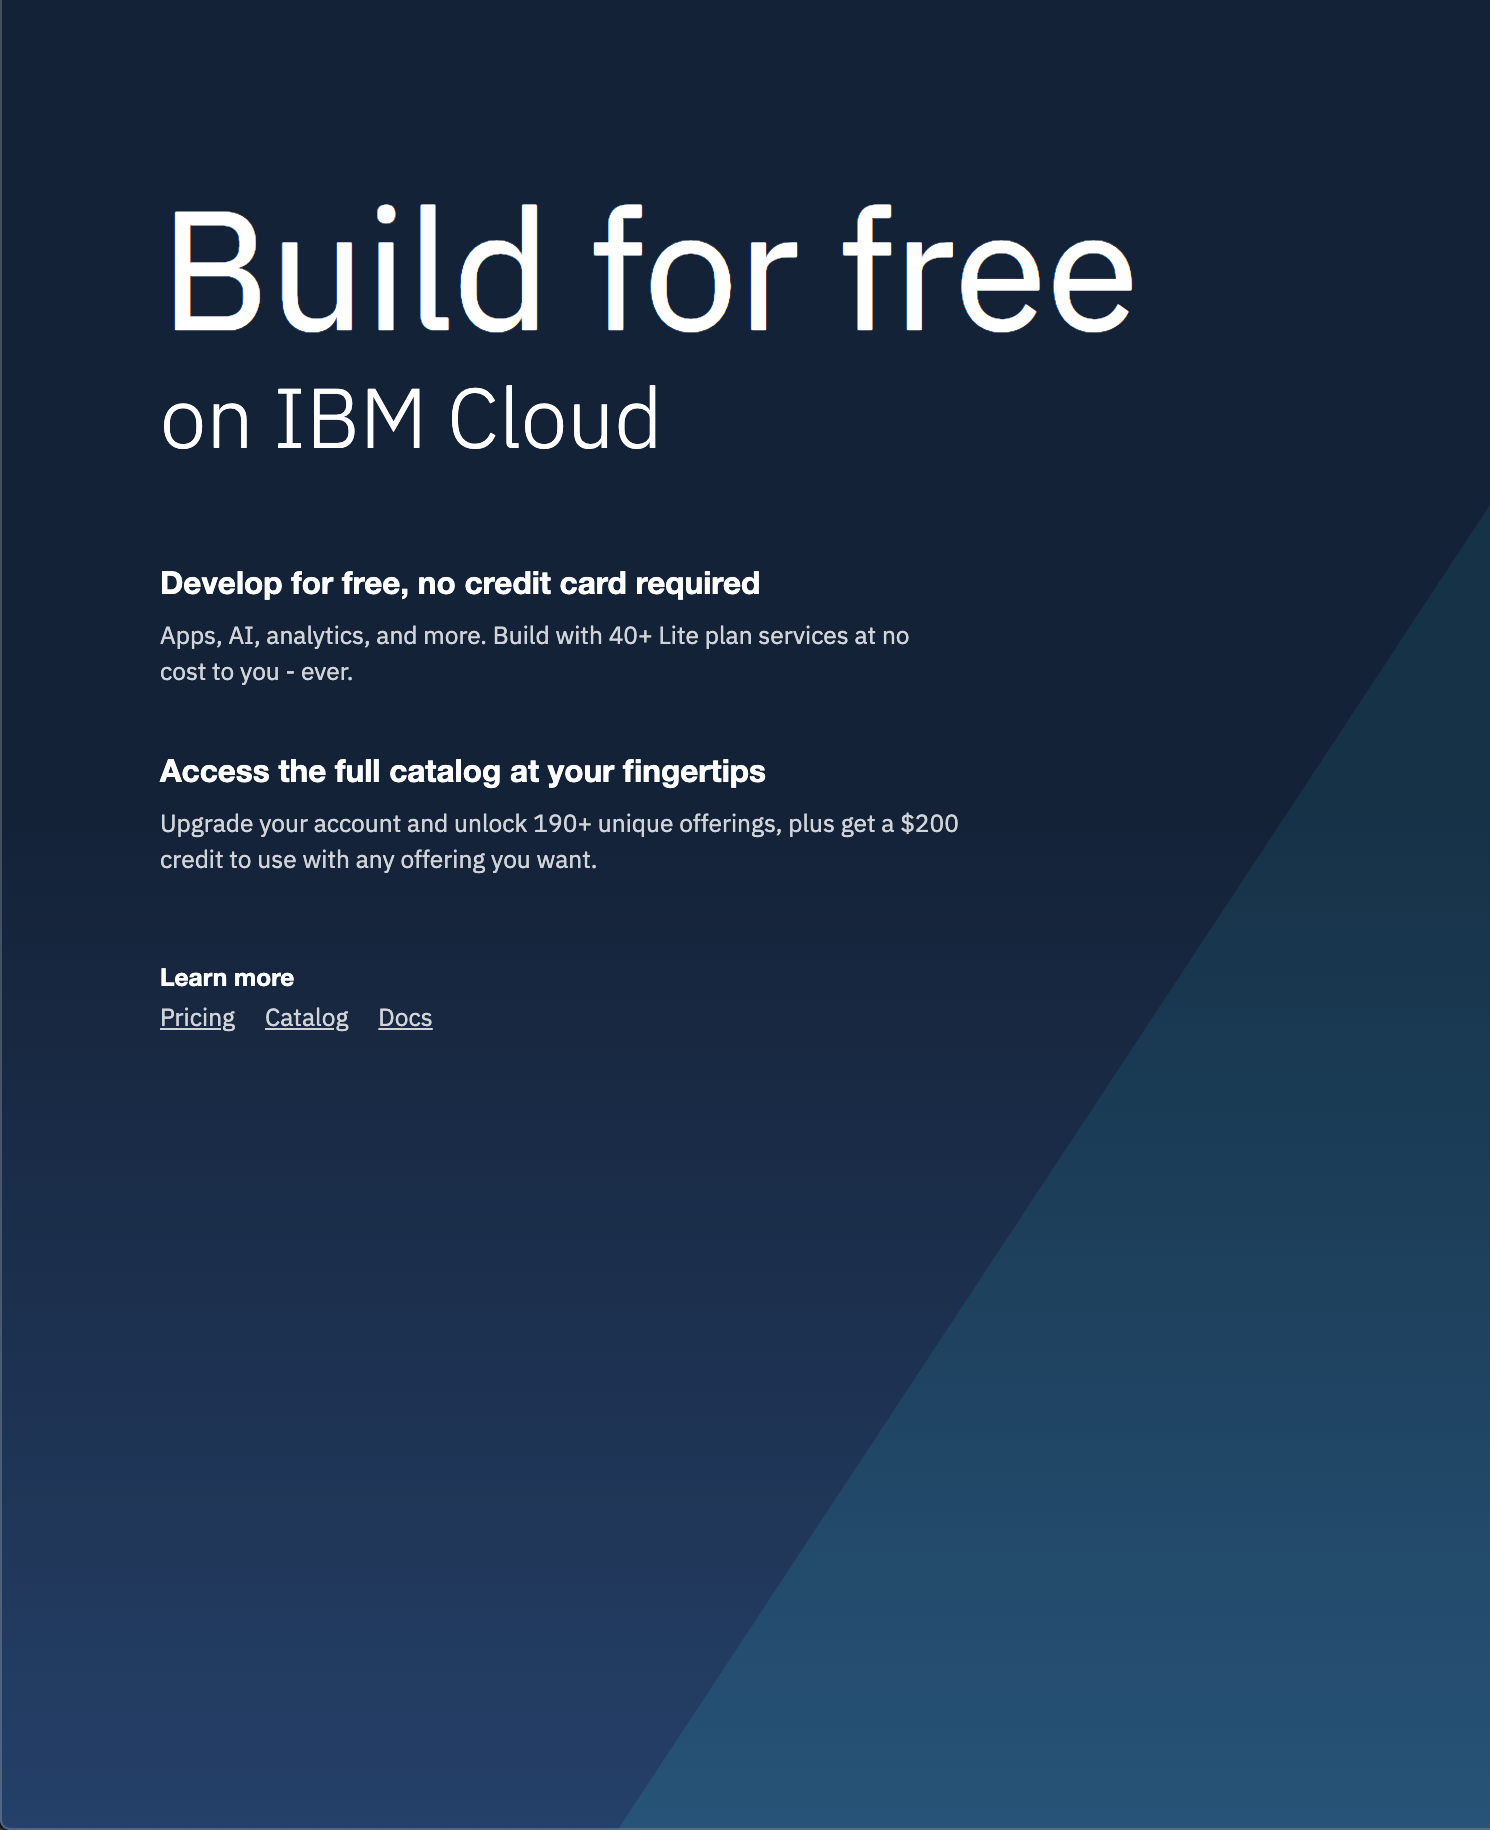 Build for free
on IBM Cloud
Develop for free, no credit card required
Apps, AI, analytics, and more. Build with 40+ Lite plan services at no
cost to you - ever.
Access the full catalog at your fingertips
Upgrade your account and unlock 190+ unique offerings, plus get a $200
credit to use with any offering you want.
Learn more
Pricing Catalog Docs